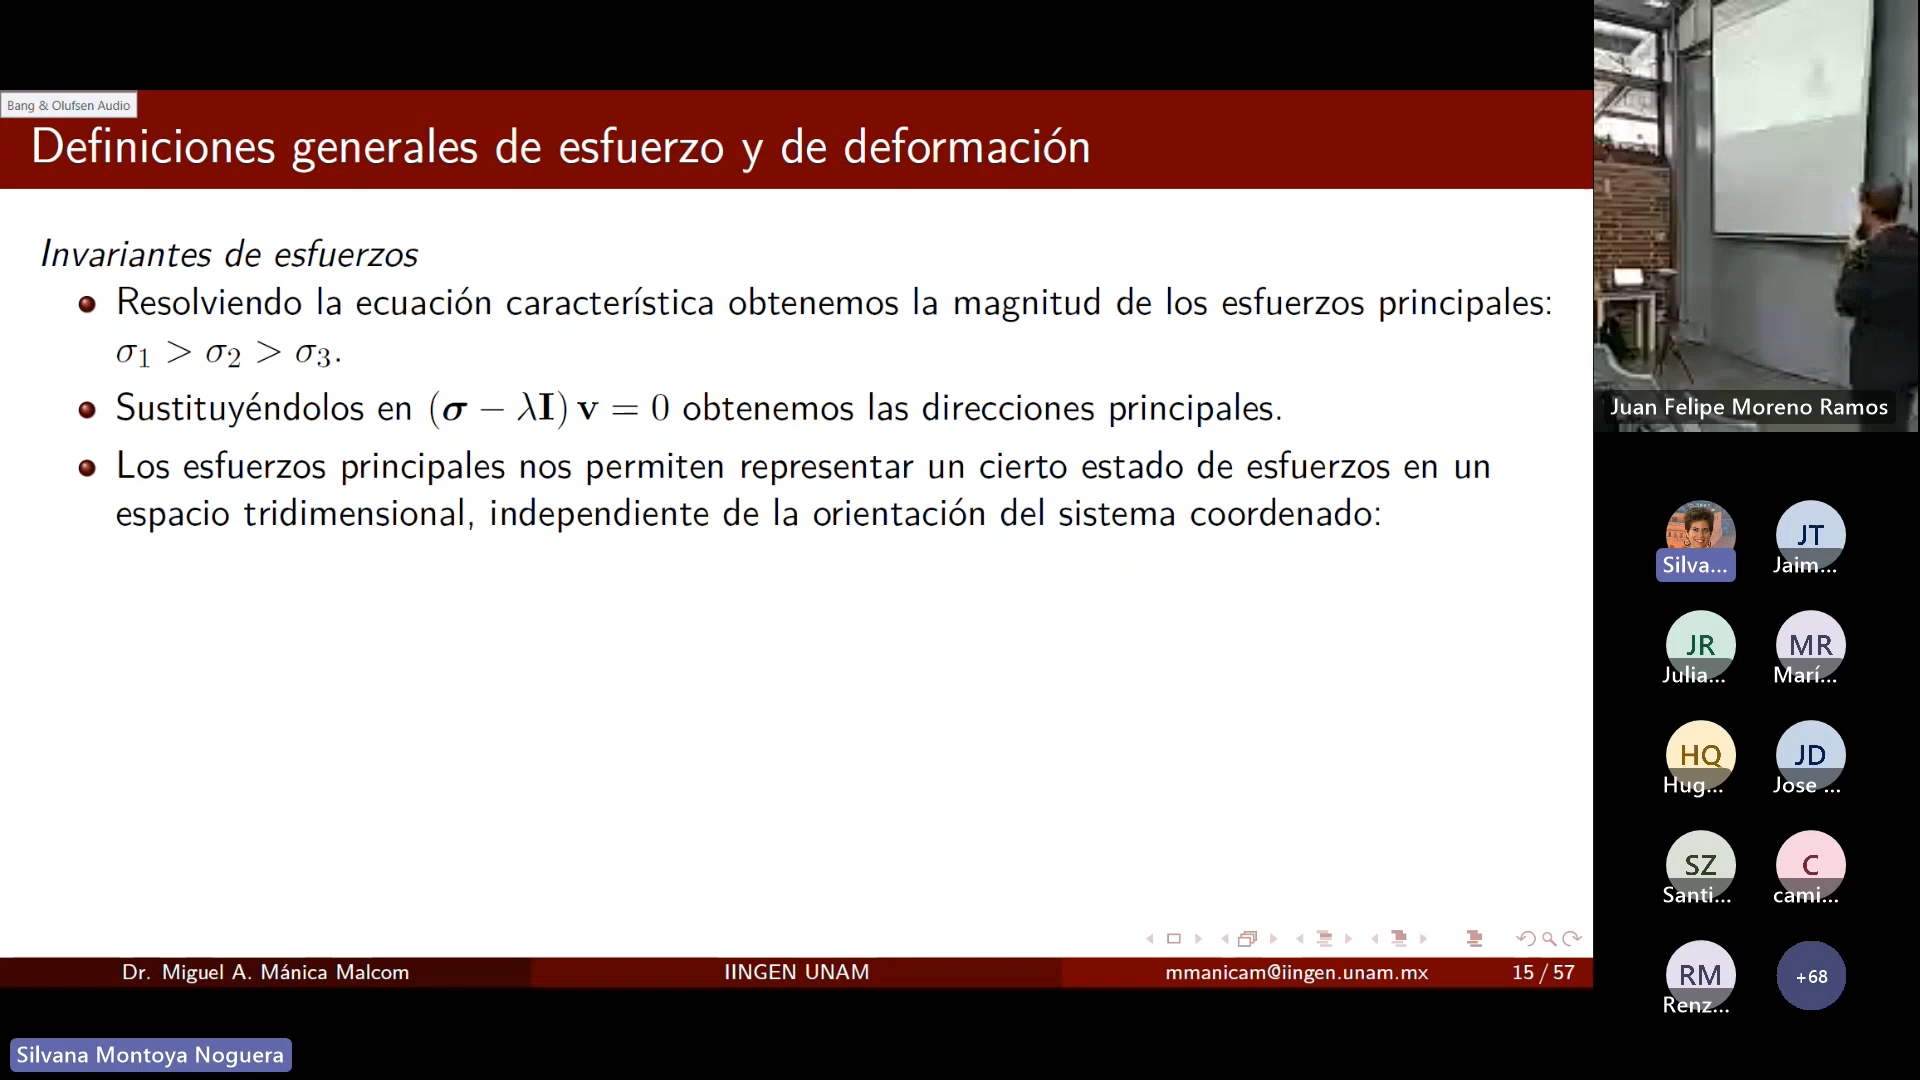 Bang & Olufsen Audio
Definiciones generales de esfuerzo y de deformación
Invariantes de esfuerzos
Resolviendo la ecuación característica obtenemos la magnitud de los esfuerzos principales:
σ₁ > σ₂ > σ₃.
Sustituyéndolos en (σ − λI) v = 0 obtenemos las direcciones principales.
Los esfuerzos principales nos permiten representar un cierto estado de esfuerzos en un
espacio tridimensional, independiente de la orientación del sistema coordenado:
Dr. Miguel A. Mánica Malcom
IINGEN UNAM
mmanicam@iingen.unam.mx
15 / 57
Juan Felipe Moreno Ramos
Silva...
JT
Jaim...
JR
Julia...
MR
Marí...
HQ
Hug...
JD
Jose ...
SZ
Santi...
C
cami...
RM
Renz...
+68
Silvana Montoya Noguera